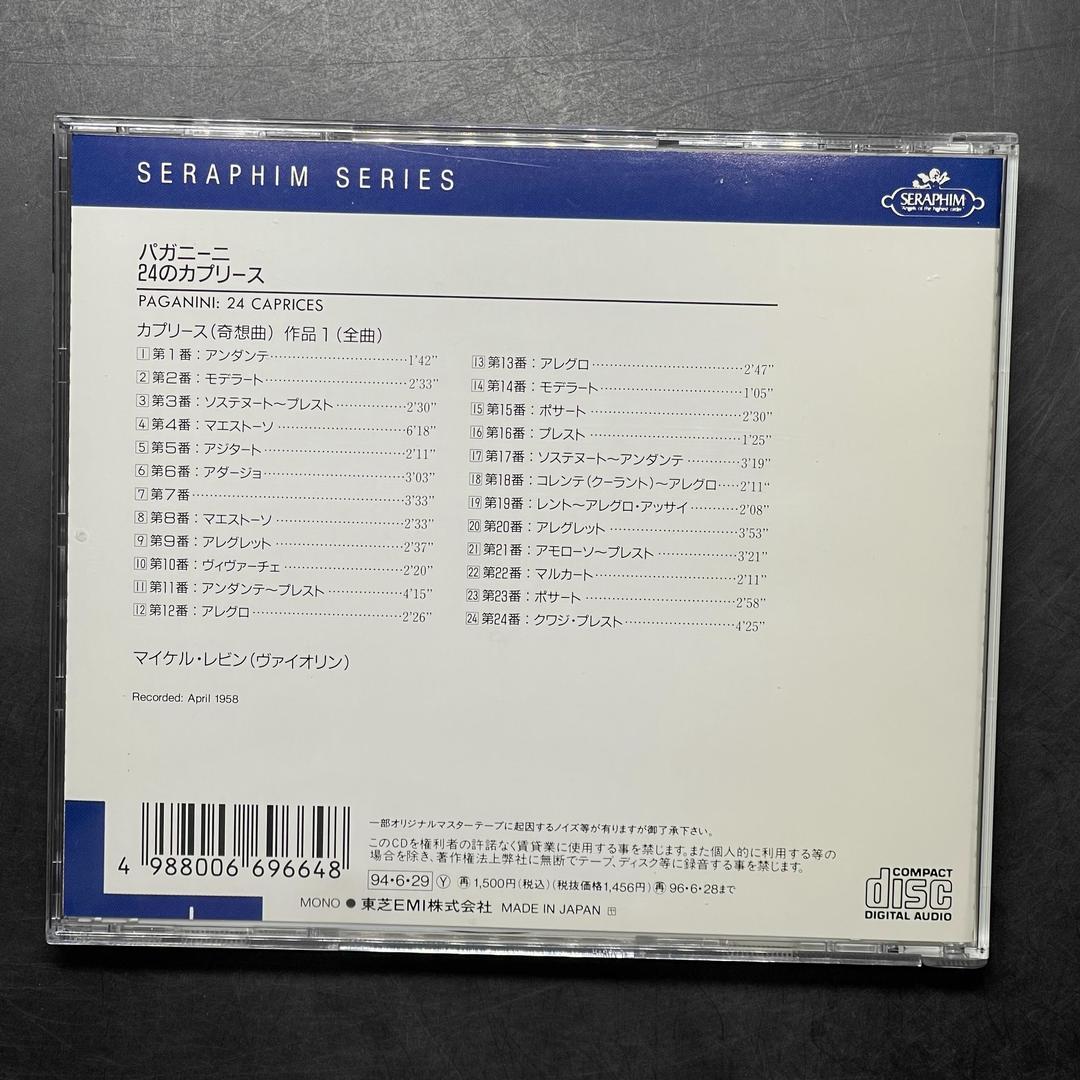 SERAPHIM SERIES
SERAPHIM
"Angels of the highest order"
パガニーニ
24のカプリース
PAGANINI: 24 CAPRICES
カプリース(奇想曲) 作品1(全曲)
1 第1番:アンダンテ……………………………1'42"
2 第2番:モデラート……………………………2'33"
3 第3番:ソステヌート〜プレスト……………2'30"
4 第4番:マエストーソ…………………………6'18"
5 第5番:アジタート……………………………2'11"
6 第6番:アダージョ……………………………3'03"
7 第7番…………………………………………3'33"
8 第8番:マエストーソ…………………………2'33"
9 第9番:アレグレット…………………………2'37"
10 第10番:ヴィヴァーチェ……………………2'20"
11 第11番:アンダンテ〜プレスト……………4'15"
12 第12番:アレグロ……………………………2'26"
13 第13番:アレグロ……………………………2'47"
14 第14番:モデラート…………………………1'05"
15 第15番:ポサート……………………………2'30"
16 第16番:プレスト……………………………1'25"
17 第17番:ソステヌート〜アンダンテ………3'19"
18 第18番:コレンテ(クーラント)〜アレグロ……2'11"
19 第19番:レント〜アレグロ・アッサイ………2'08"
20 第20番:アレグレット………………………3'53"
21 第21番:アモローソ〜プレスト……………3'21"
22 第22番:マルカート…………………………2'11"
23 第23番:ポサート……………………………2'58"
24 第24番:クワジ・プレスト…………………4'25"
マイケル・レビン(ヴァイオリン)
Recorded: April 1958
4 988006 696648
一部オリジナルマスターテープに起因するノイズ等が有りますが御了承下さい。
このCDを権利者の許諾なく賃貸業に使用する事を禁じます。また個人的に利用する等の
場合を除き、著作権法上弊社に無断でテープ、ディスク等に録音する事を禁じます。
94・6・29 Ⓨ 再 1,500円(税込)(税抜価格1,456円) 再 96・6・28まで
MONO ● 東芝EMI株式会社 MADE IN JAPAN
COMPACT
disc
DIGITAL AUDIO